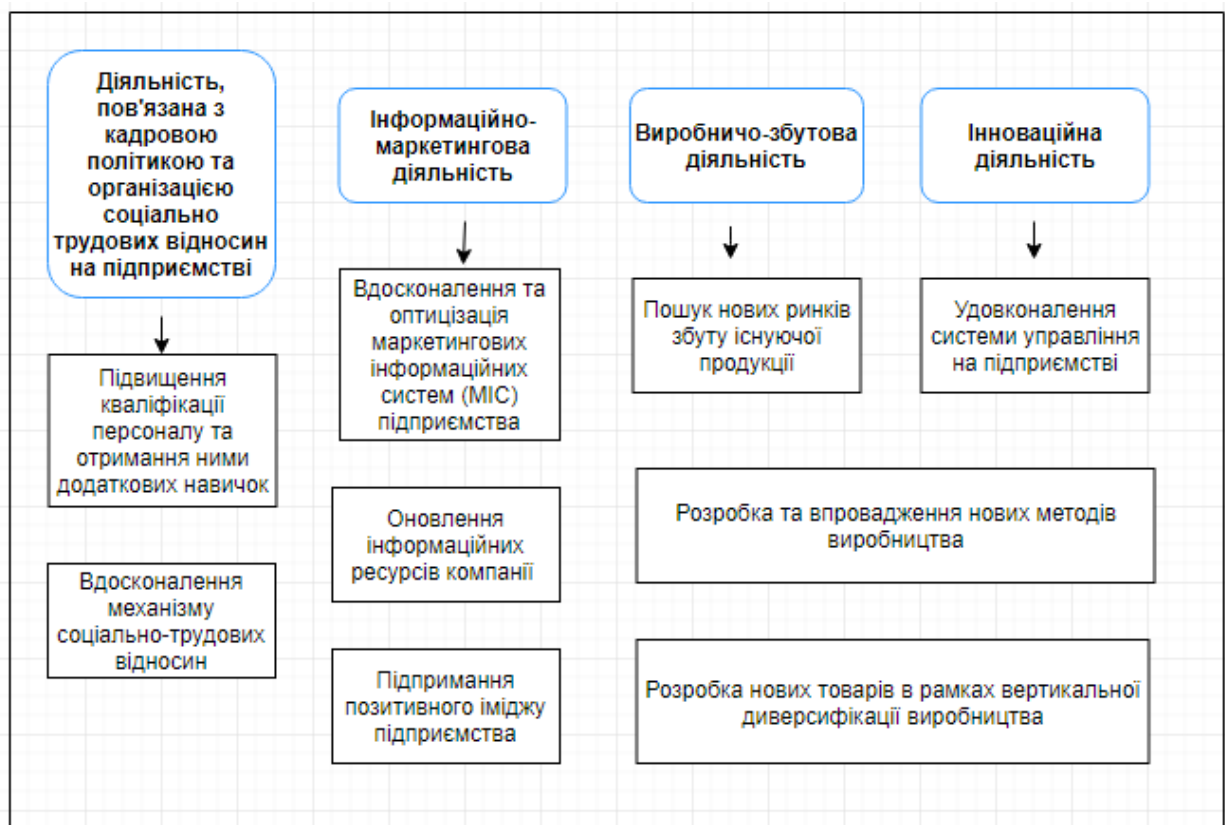 Діяльність,
пов'язана з
кадровою
політикою та
організацією
соціально
трудових відносин
на підприємстві
Підвищення
кваліфікації
персоналу та
отримання ними
додаткових навичок
Вдосконалення
механізму
соціально-трудових
відносин
Інформаційно-
маркетингова
діяльність
Вдосконалення та
оптицізація
маркетингових
інформаційних
систем (МІС)
підприємства
Оновлення
інформаційних
ресурсів компанії
Підпримання
позитивного іміджу
підприємства
Виробничо-збутова
діяльність
Пошук нових ринків
збуту існуючої
продукції
Інноваційна
діяльність
Удовконалення
системи управління
на підприємстві
Розробка та впровадження нових методів
виробництва
Розробка нових товарів в рамках вертикальної
диверсифікації виробництва